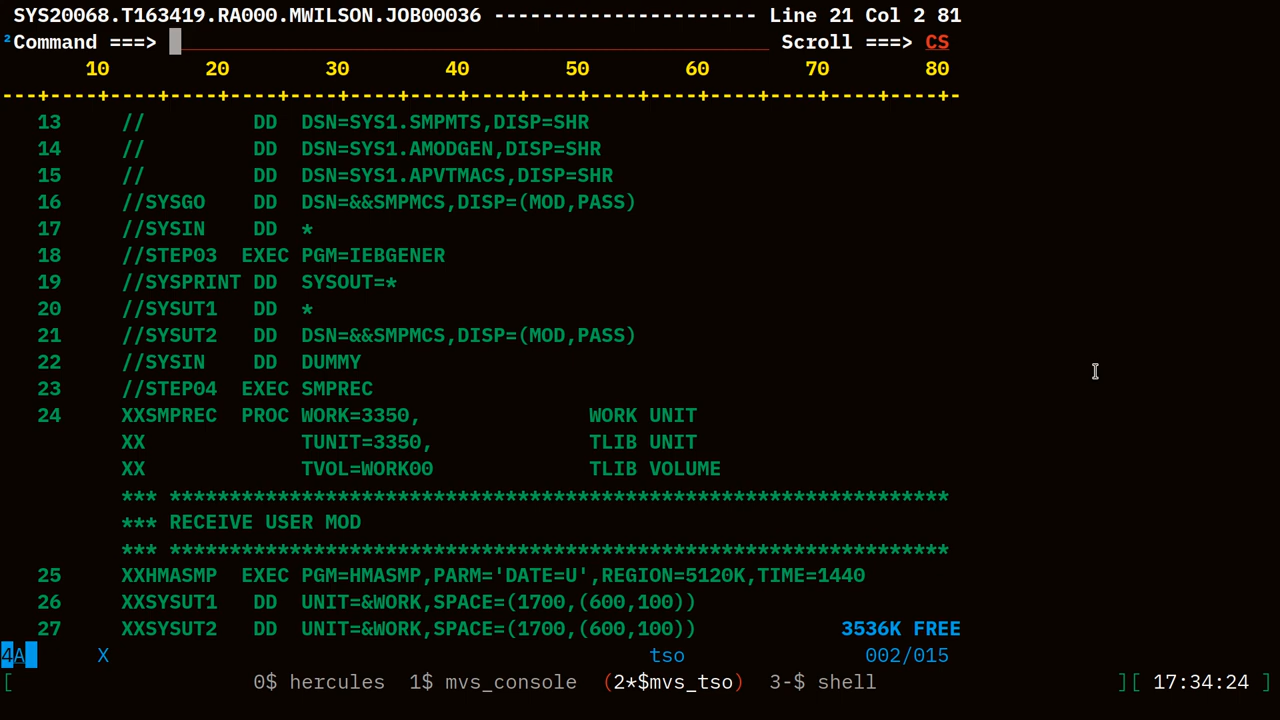 SYS20068.T163419.RA000.MWILSON.JOB00036 ---------------------- Line 21 Col 2 81
²Command ===> _________________________________________________ Scroll ===> CS
       10        20        30        40        50        60        70        80
---+----+----+----+----+----+----+----+----+----+----+----+----+----+----+----+-
   13     //         DD  DSN=SYS1.SMPMTS,DISP=SHR
   14     //         DD  DSN=SYS1.AMODGEN,DISP=SHR
   15     //         DD  DSN=SYS1.APVTMACS,DISP=SHR
   16     //SYSGO    DD  DSN=&&SMPMCS,DISP=(MOD,PASS)
   17     //SYSIN    DD  *
   18     //STEP03  EXEC PGM=IEBGENER
   19     //SYSPRINT DD  SYSOUT=*
   20     //SYSUT1   DD  *
   21     //SYSUT2   DD  DSN=&&SMPMCS,DISP=(MOD,PASS)
   22     //SYSIN    DD  DUMMY
   23     //STEP04  EXEC SMPREC
   24     XXSMPREC  PROC WORK=3350,              WORK UNIT
          XX             TUNIT=3350,             TLIB UNIT
          XX             TVOL=WORK00             TLIB VOLUME
          *** *****************************************************************
          *** RECEIVE USER MOD
          *** *****************************************************************
   25     XXHMASMP  EXEC PGM=HMASMP,PARM='DATE=U',REGION=5120K,TIME=1440
   26     XXSYSUT1   DD  UNIT=&WORK,SPACE=(1700,(600,100))
   27     XXSYSUT2   DD  UNIT=&WORK,SPACE=(1700,(600,100))            3536K FREE
4A      X                                             tso               002/015
[                    0$ hercules  1$ mvs_console  (2*$mvs_tso)  3-$ shell                    ][ 17:34:24 ]